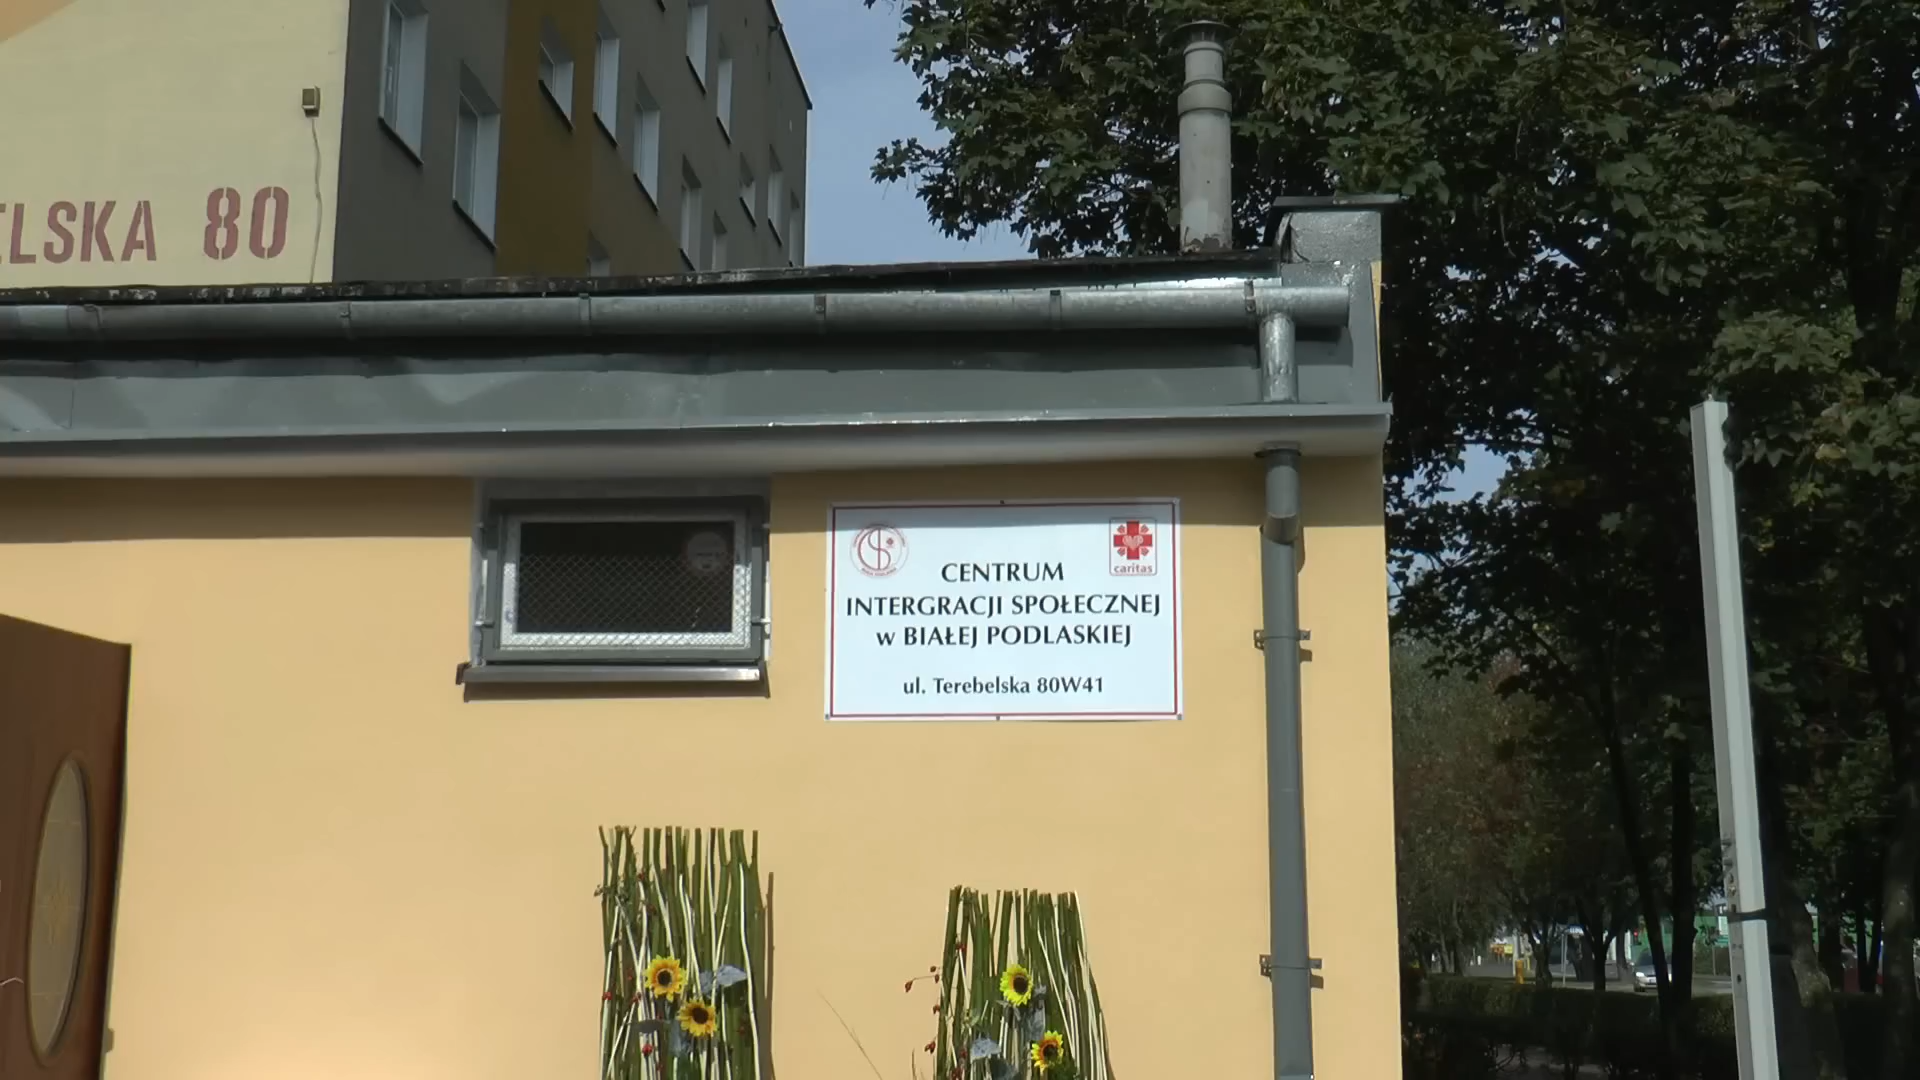 ELSKA 80
caritas
CENTRUM
INTERGRACJI SPOŁECZNEJ
w BIAŁEJ PODLASKIEJ
ul. Terebelska 80W41